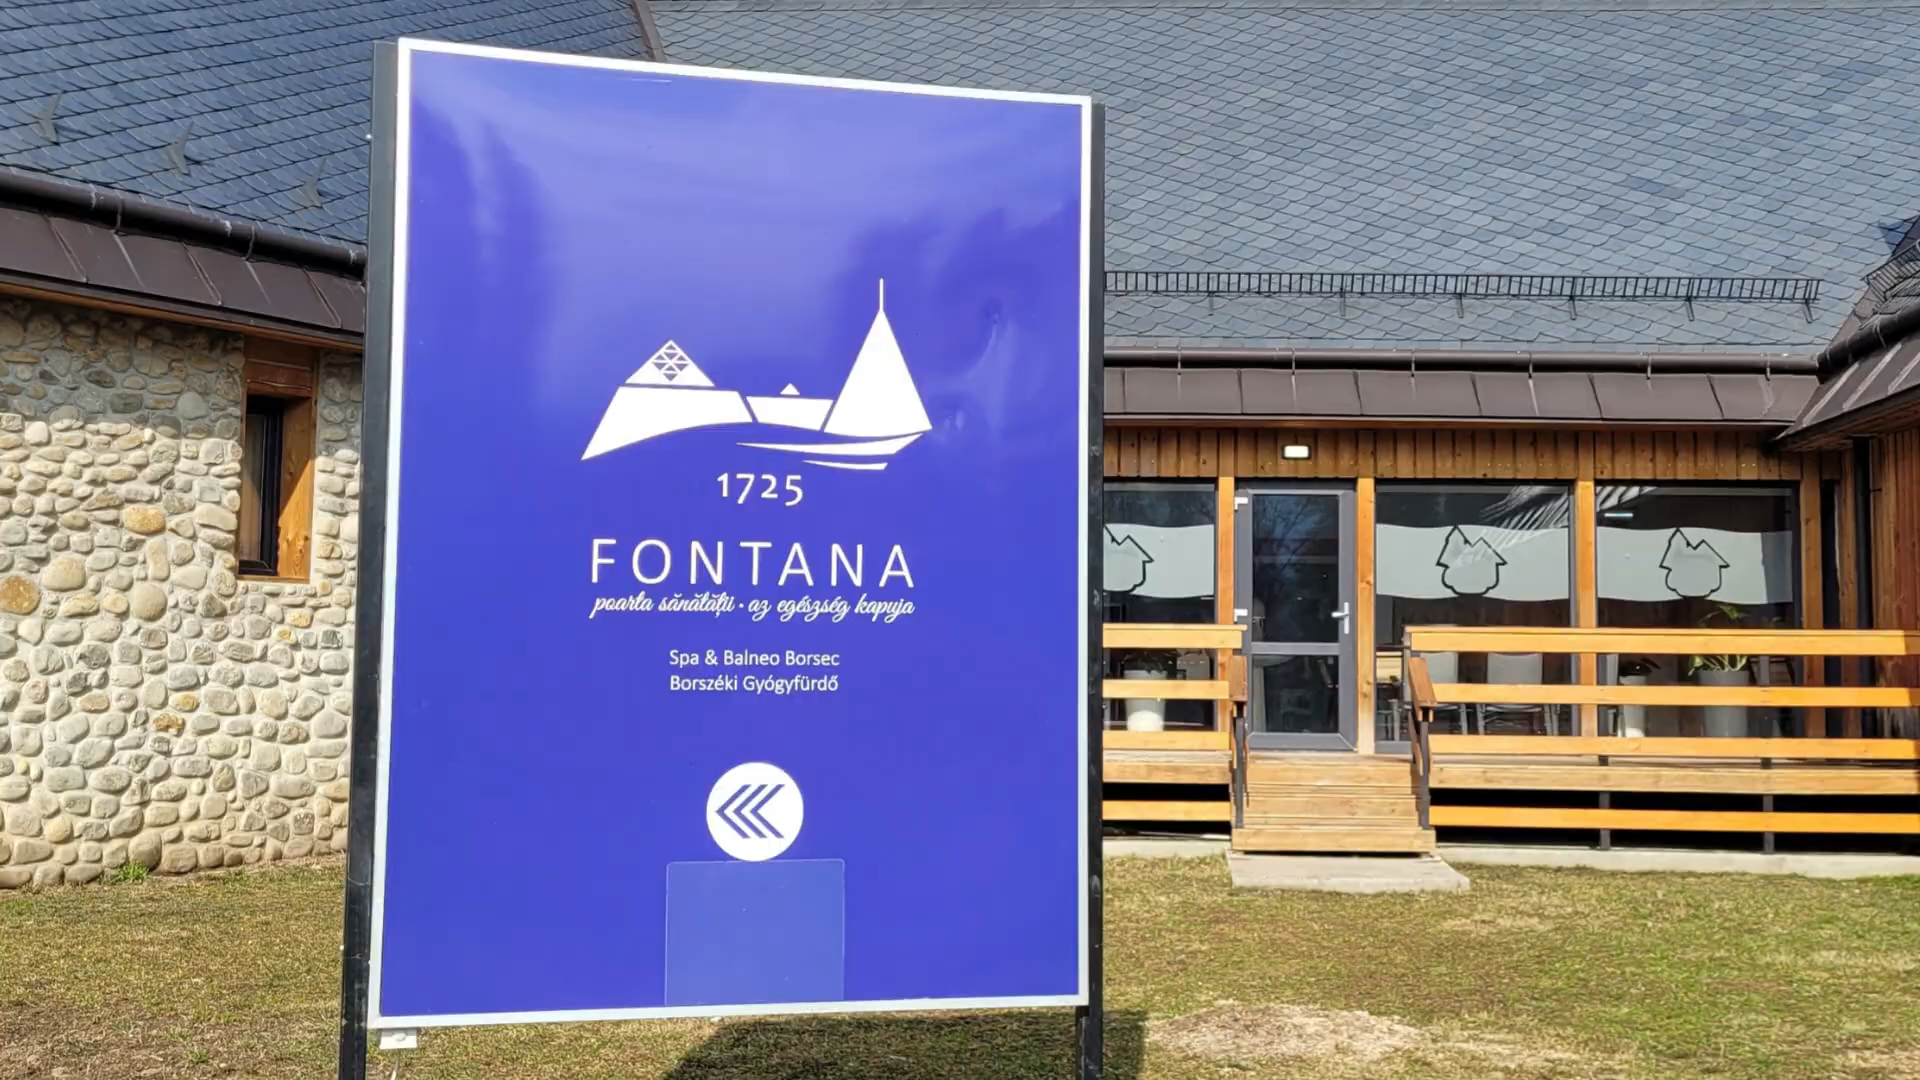 1725
FONTANA
poarta sănătății · az egészség kapuja
Spa & Balneo Borsec
Borszéki Gyógyfürdő